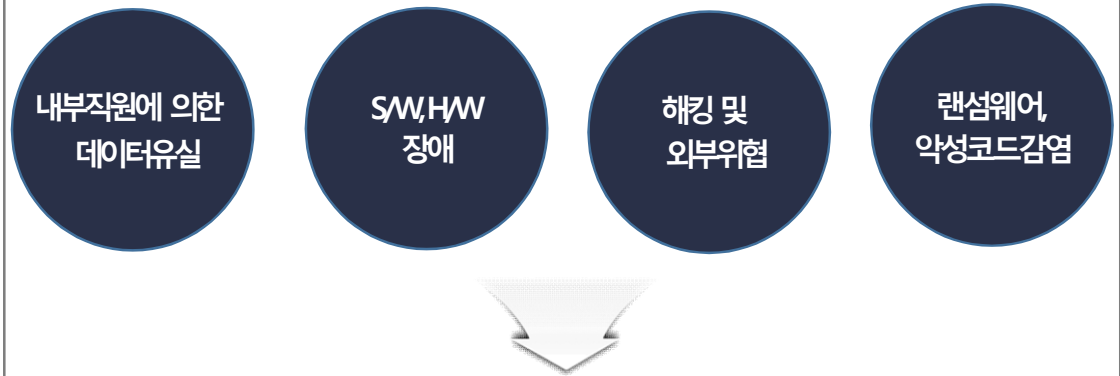 내부직원에 의한
데이터유실
S/W, H/W
장애
해킹 및
외부위협
랜섬웨어,
악성코드감염